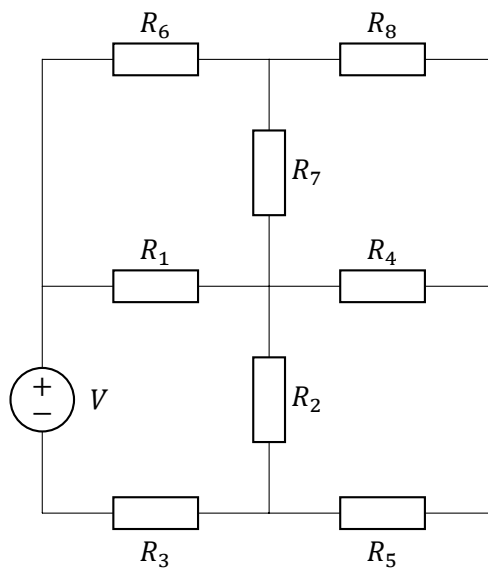 R₆
R₈
R₇
R₁
R₄
+
−
V
R₂
R₃
R₅